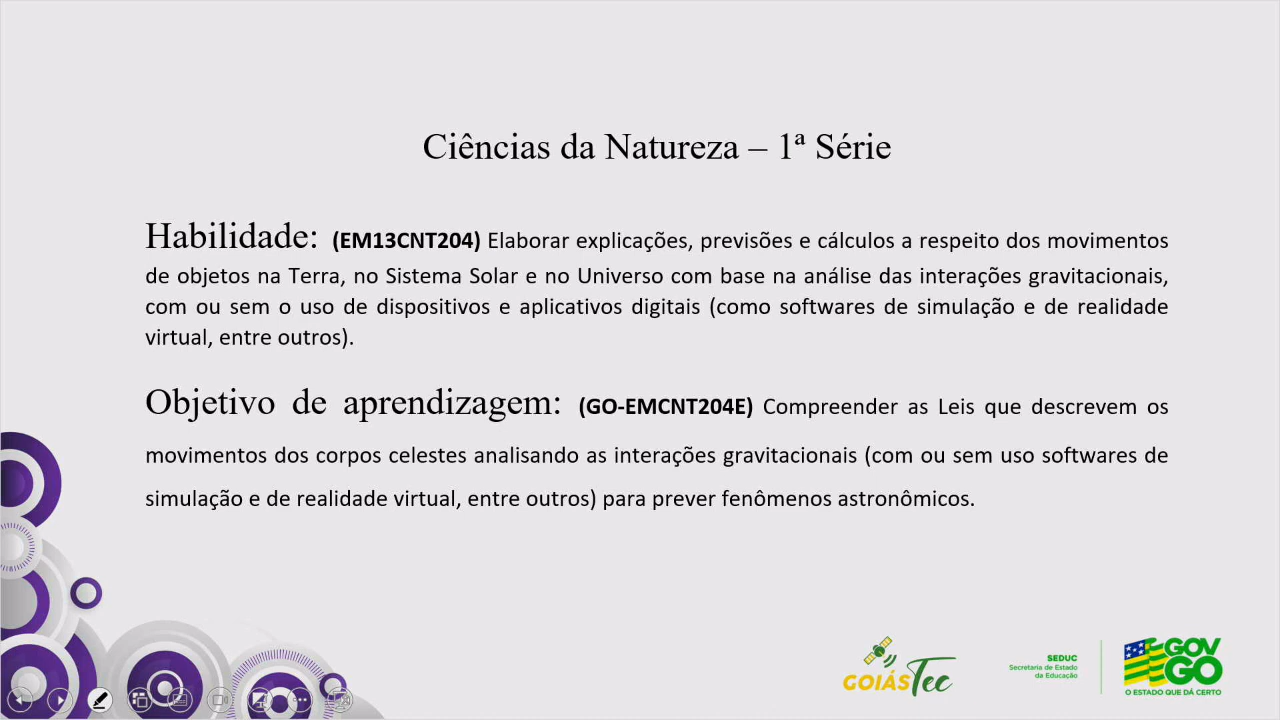 Ciências da Natureza – 1ª Série
Habilidade: (EM13CNT204) Elaborar explicações, previsões e cálculos a respeito dos movimentos
de objetos na Terra, no Sistema Solar e no Universo com base na análise das interações gravitacionais,
com ou sem o uso de dispositivos e aplicativos digitais (como softwares de simulação e de realidade
virtual, entre outros).
Objetivo de aprendizagem: (GO-EMCNT204E) Compreender as Leis que descrevem os
movimentos dos corpos celestes analisando as interações gravitacionais (com ou sem uso softwares de
simulação e de realidade virtual, entre outros) para prever fenômenos astronômicos.
GOIÁSTec
SEDUC
Secretaria de Estado
da Educação
GOV
GO
O ESTADO QUE DÁ CERTO